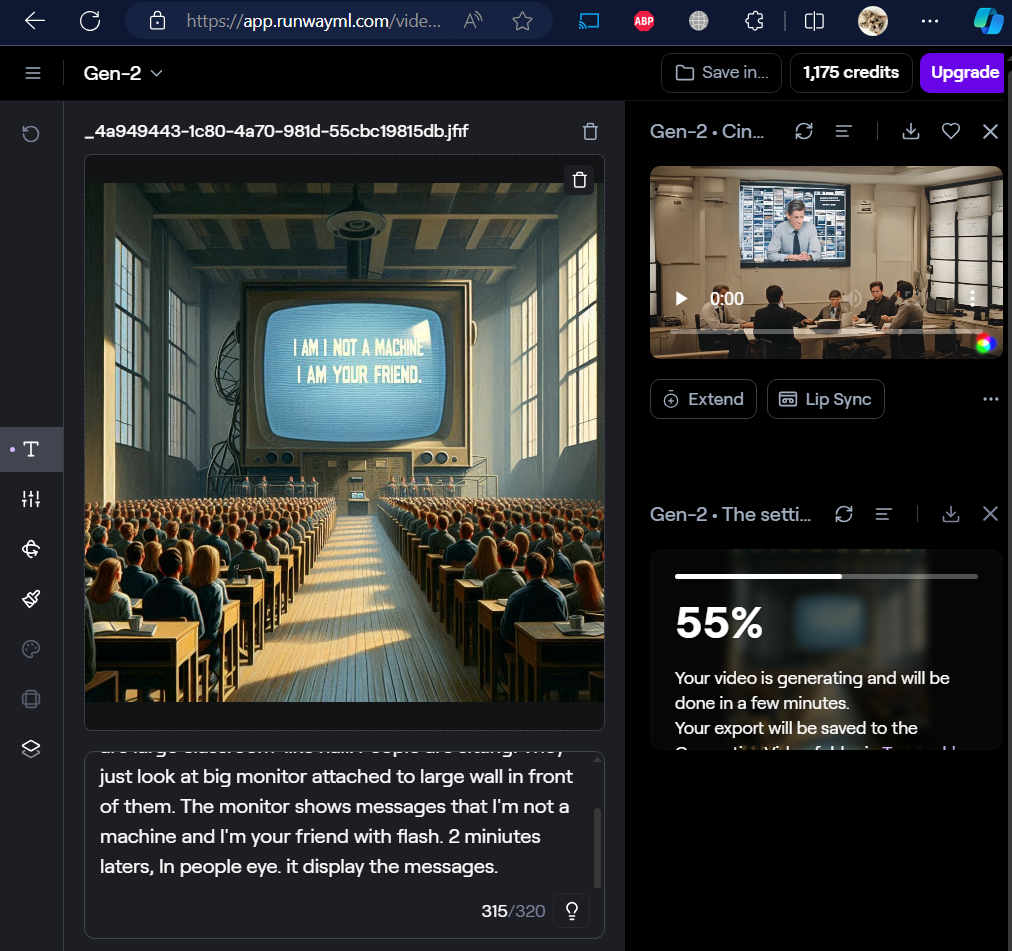 https://app.runwayml.com/vide...
A
ABP
Gen-2
Save in...
1,175 credits
Upgrade
_4a949443-1c80-4a70-981d-55cbc19815db.jfif
I AM I NOT A MACHINE
I AM YOUR FRIEND.
T
just look at big monitor attached to large wall in front
of them. The monitor shows messages that I'm not a
machine and I'm your friend with flash. 2 miniutes
laters, In people eye. it display the messages.
315/320
Gen-2 • Cin...
0:00
Extend
Lip Sync
Gen-2 • The setti...
55%
Your video is generating and will be
done in a few minutes.
Your export will be saved to the